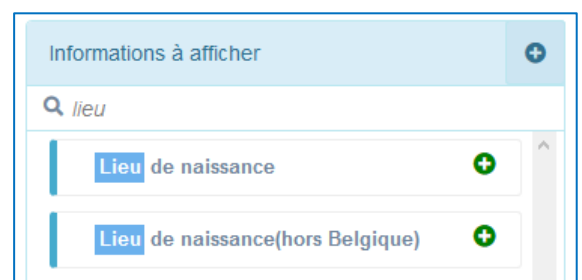 Informations à afficher
lieu
Lieu de naissance
Lieu de naissance(hors Belgique)